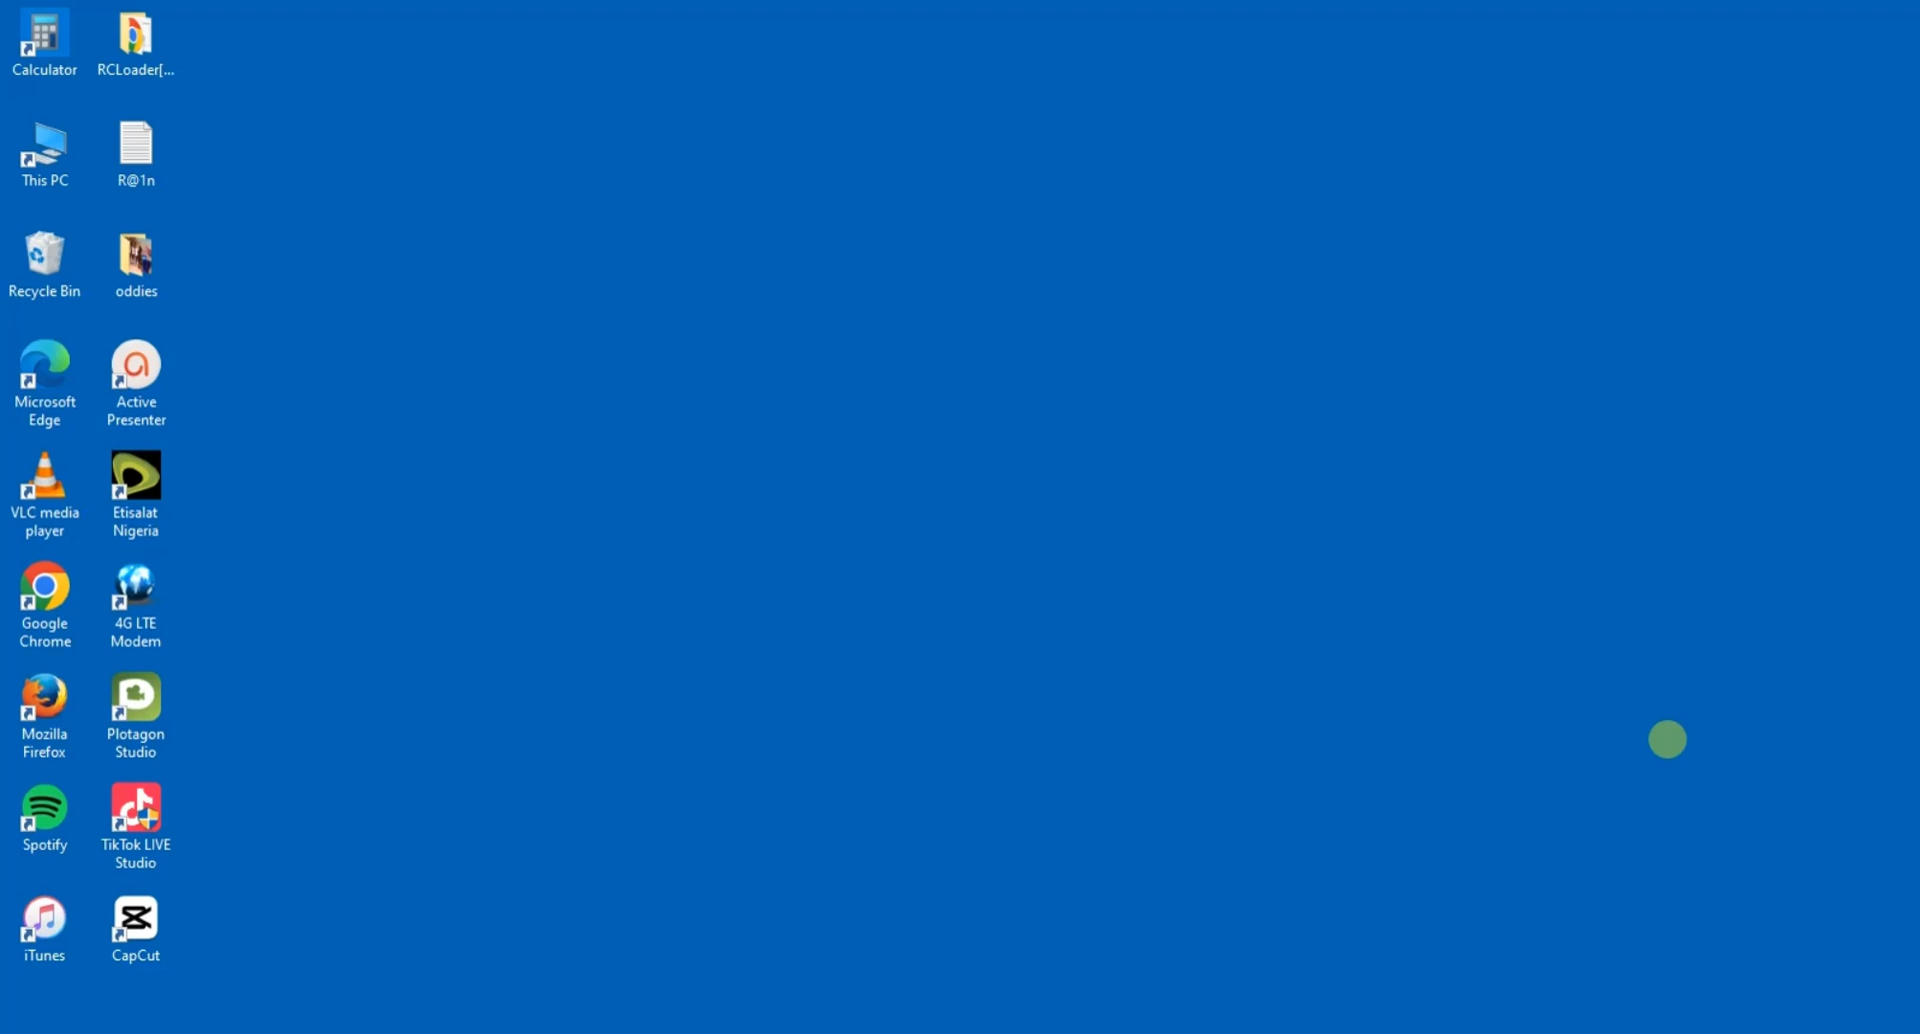 Calculator
RCLoader[...
This PC
R@1n
Recycle Bin
oddies
Microsoft
Edge
Active
Presenter
VLC media
player
Etisalat
Nigeria
Google
Chrome
4G LTE
Modem
Mozilla
Firefox
Plotagon
Studio
Spotify
TikTok LIVE
Studio
iTunes
CapCut